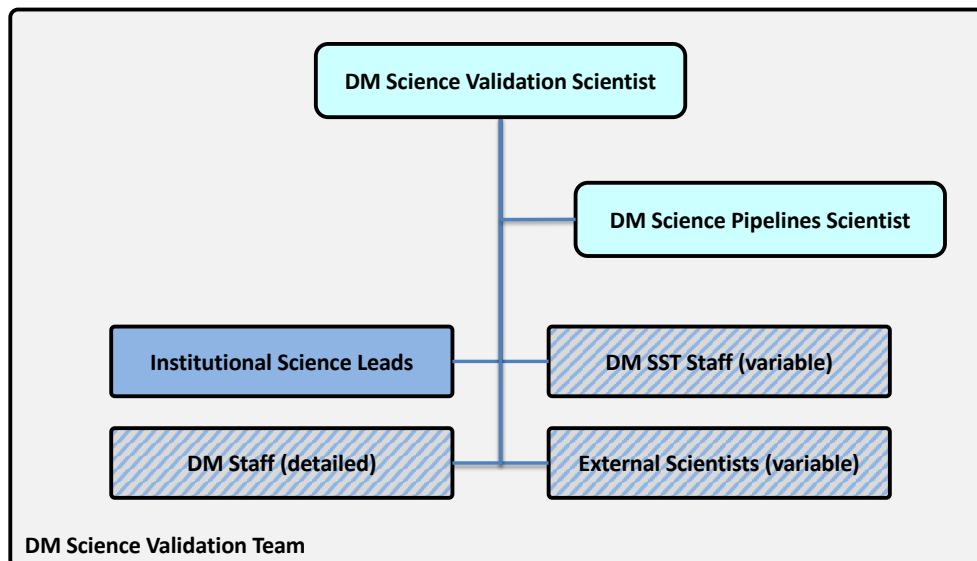 DM Science Validation Scientist
DM Science Pipelines Scientist
Institutional Science Leads
DM SST Staff (variable)
DM Staff (detailed)
External Scientists (variable)
DM Science Validation Team